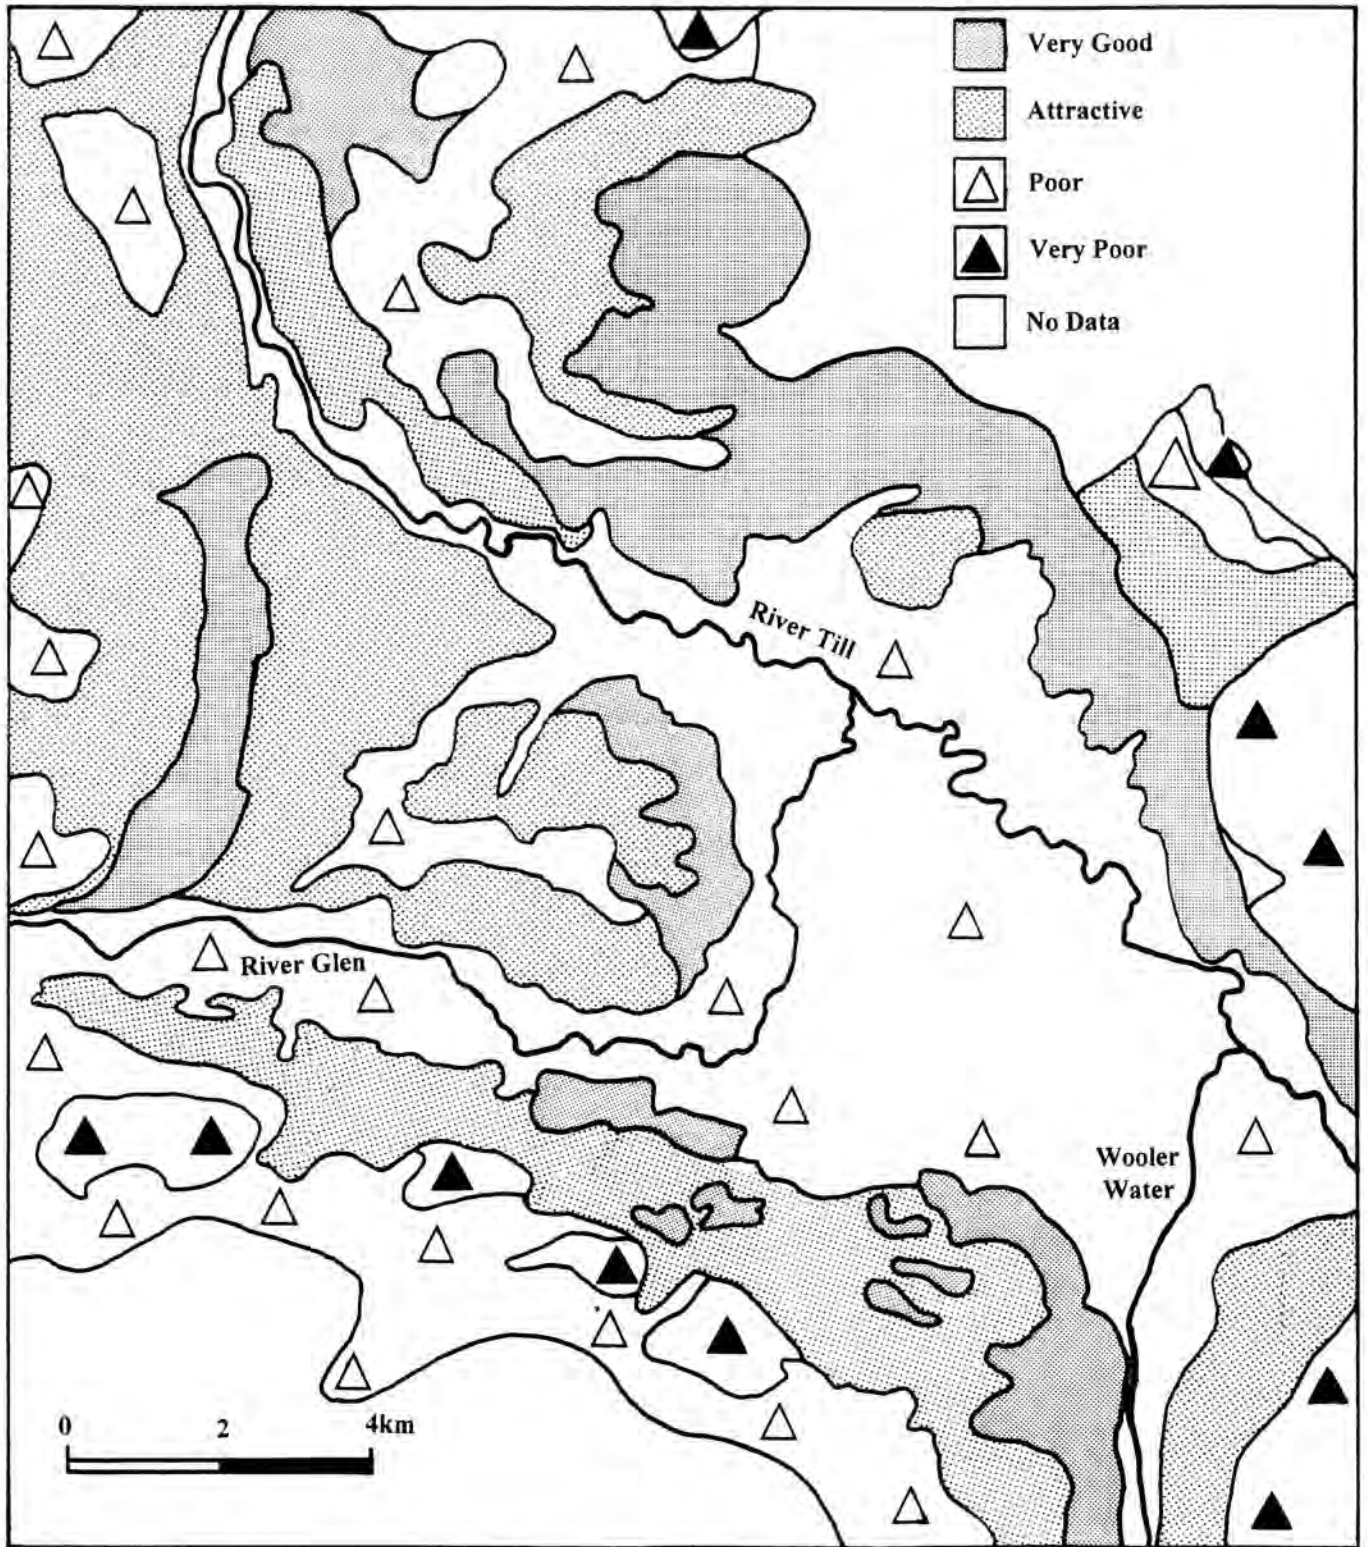 Very Good
Attractive
Poor
Very Poor
No Data
River Till
River Glen
Wooler
Water
0 2 4km